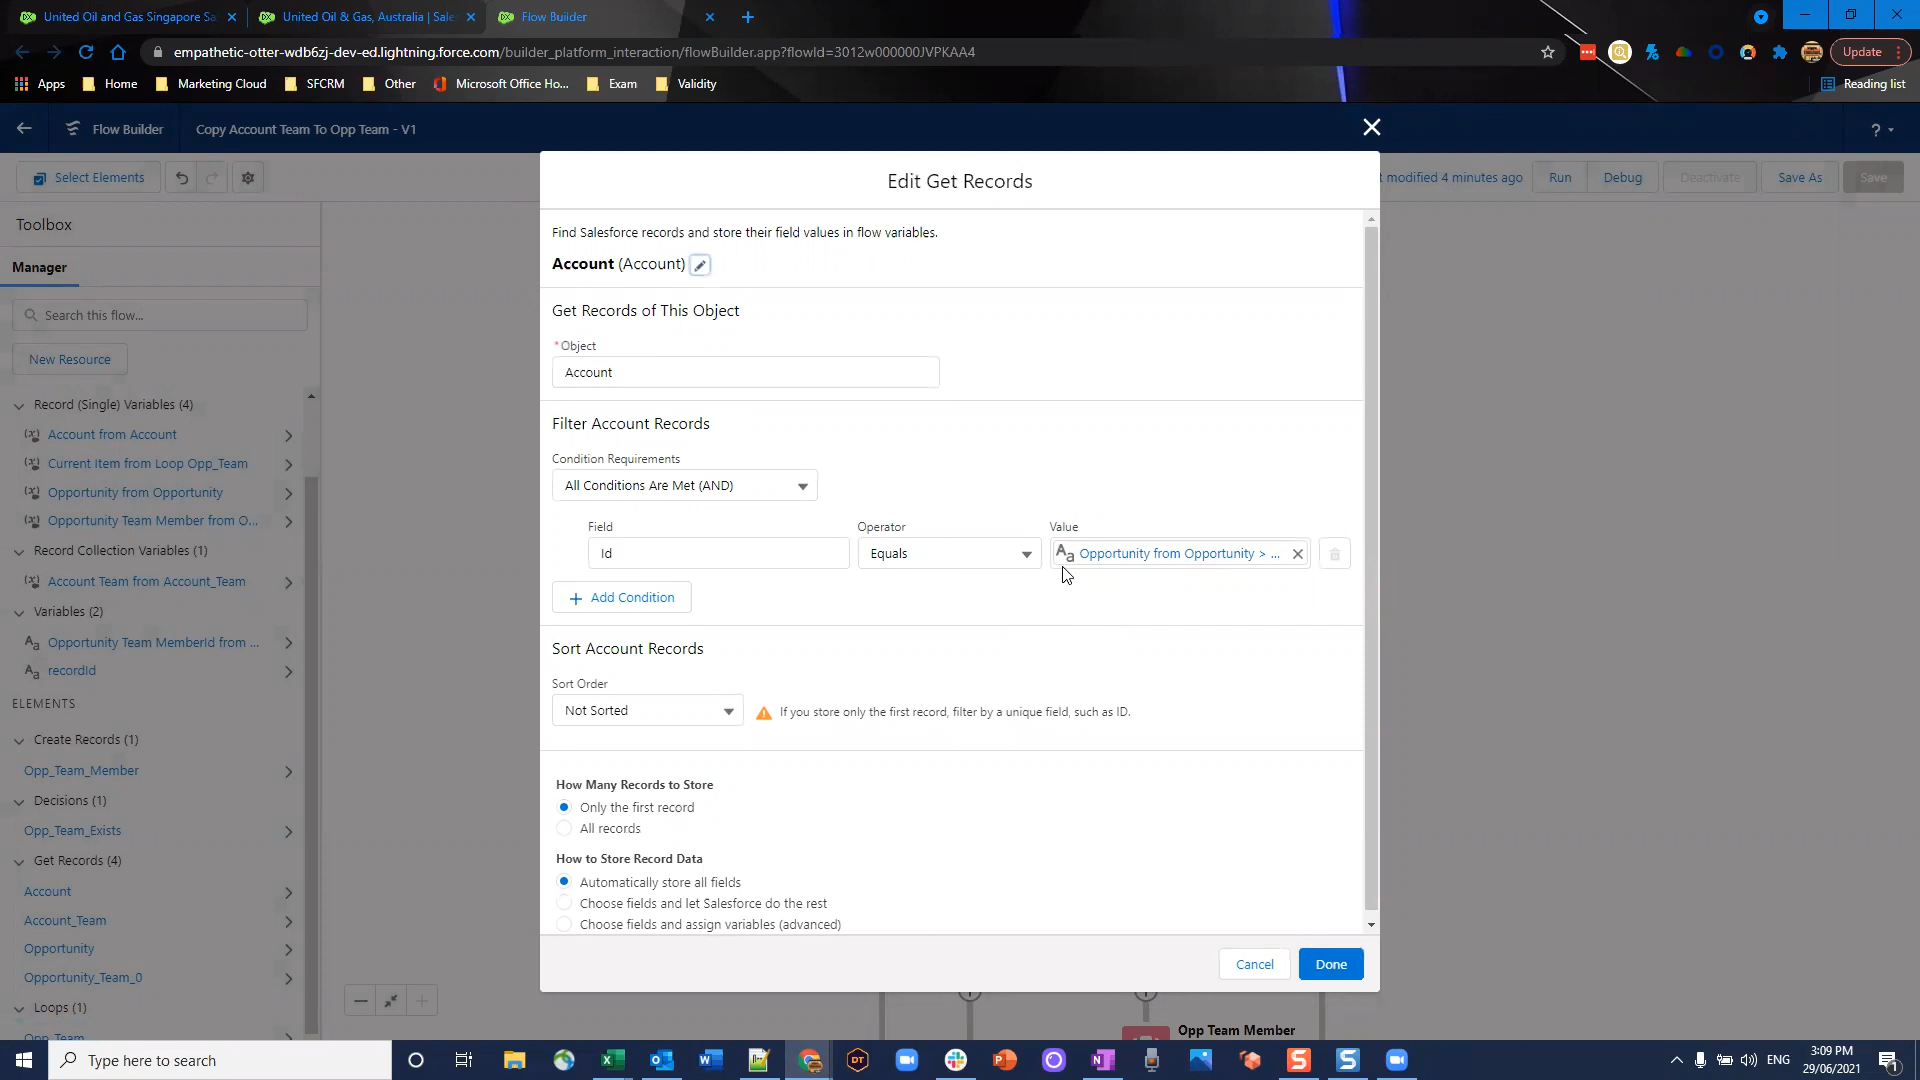 United Oil and Gas Singapore Sa
United Oil & Gas, Australia | Sale
Flow Builder
empathetic-otter-wdb6zj-dev-ed.lightning.force.com/builder_platform_interaction/flowBuilder.app?flowId=3012w000000JVPKAA4
Update
Apps
Home
Marketing Cloud
SFCRM
Other
Microsoft Office Ho...
Exam
Validity
Reading list
Flow Builder
Copy Account Team To Opp Team - V1
?
Select Elements
t modified 4 minutes ago
Run
Debug
Deactivate
Save As
Save
Toolbox
Manager
Search this flow...
New Resource
Record (Single) Variables (4)
Account from Account
Current Item from Loop Opp_Team
Opportunity from Opportunity
Opportunity Team Member from O...
Record Collection Variables (1)
Account Team from Account_Team
Variables (2)
Opportunity Team MemberId from ...
recordId
ELEMENTS
Create Records (1)
Opp_Team_Member
Decisions (1)
Opp_Team_Exists
Get Records (4)
Account
Account_Team
Opportunity
Opportunity_Team_0
Loops (1)
Opp_Team
Edit Get Records
Find Salesforce records and store their field values in flow variables.
Account (Account)
Get Records of This Object
*Object
Account
Filter Account Records
Condition Requirements
All Conditions Are Met (AND)
Field
Operator
Value
Id
Equals
Opportunity from Opportunity > ...
+ Add Condition
Sort Account Records
Sort Order
Not Sorted
If you store only the first record, filter by a unique field, such as ID.
How Many Records to Store
Only the first record
All records
How to Store Record Data
Automatically store all fields
Choose fields and let Salesforce do the rest
Choose fields and assign variables (advanced)
Cancel
Done
Opp Team Member
Type here to search
ENG
3:09 PM
29/06/2021